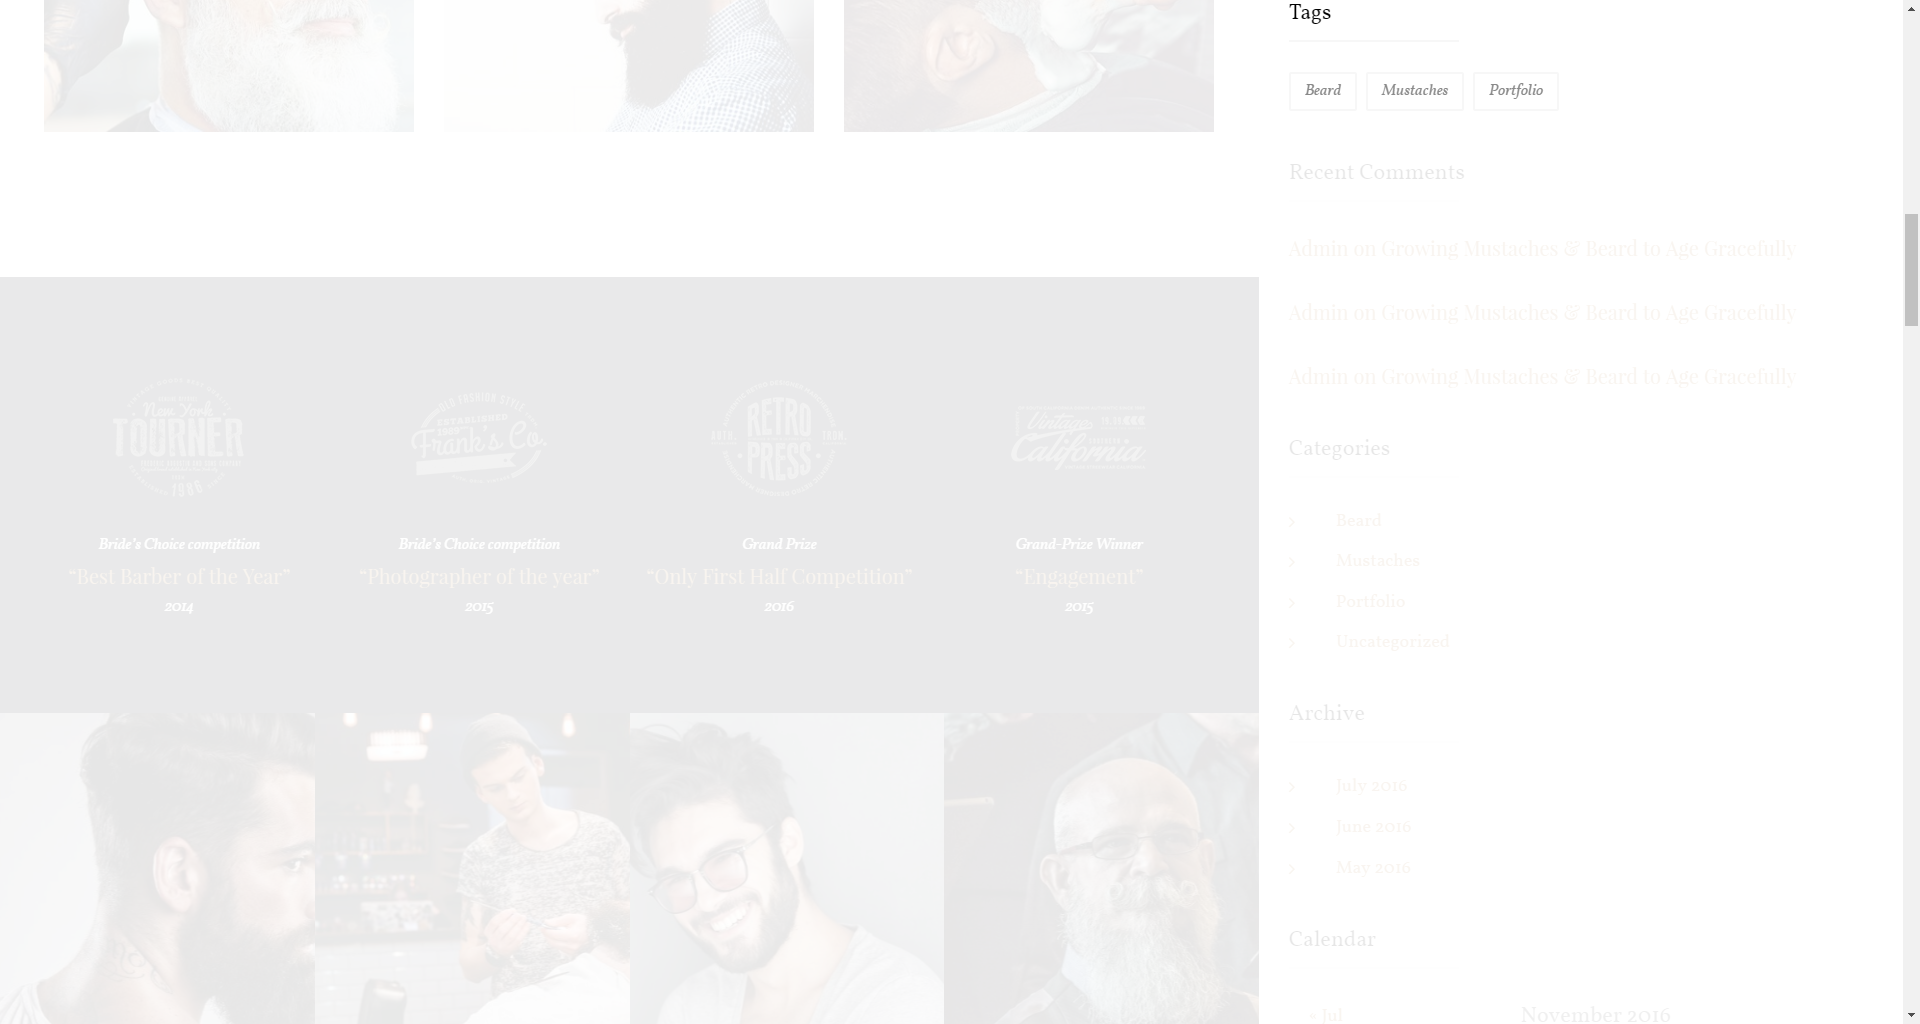 Tags
Beard
Mustaches
Portfolio
Recent Comments
Admin on Growing Mustaches & Beard to Age Gracefully
Admin on Growing Mustaches & Beard to Age Gracefully
Admin on Growing Mustaches & Beard to Age Gracefully
Categories
Beard
Mustaches
Portfolio
Uncategorized
Archive
July 2016
June 2016
May 2016
Calendar
« Jul
November 2016
New York
TOURNER
1986
OLD FASHION STYLE
ESTABLISHED
Frank's Co.
RETRO
PRESS
Vintage
California
Bride's Choice competition
“Best Barber of the Year”
2014
Bride's Choice competition
“Photographer of the year”
2015
Grand Prize
“Only First Half Competition”
2016
Grand-Prize Winner
“Engagement”
2015